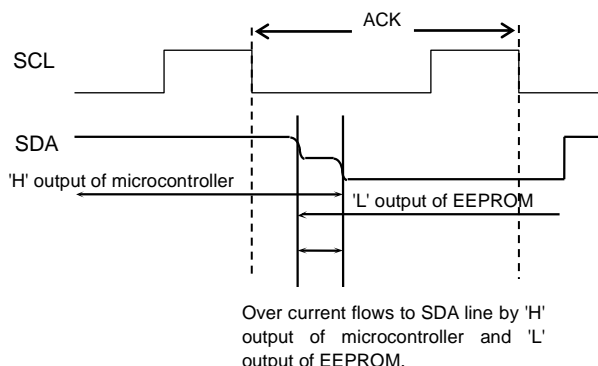 ACK
SCL
SDA
'H' output of microcontroller
'L' output of EEPROM
Over current flows to SDA line by 'H'
output of microcontroller and 'L'
output of EEPROM.